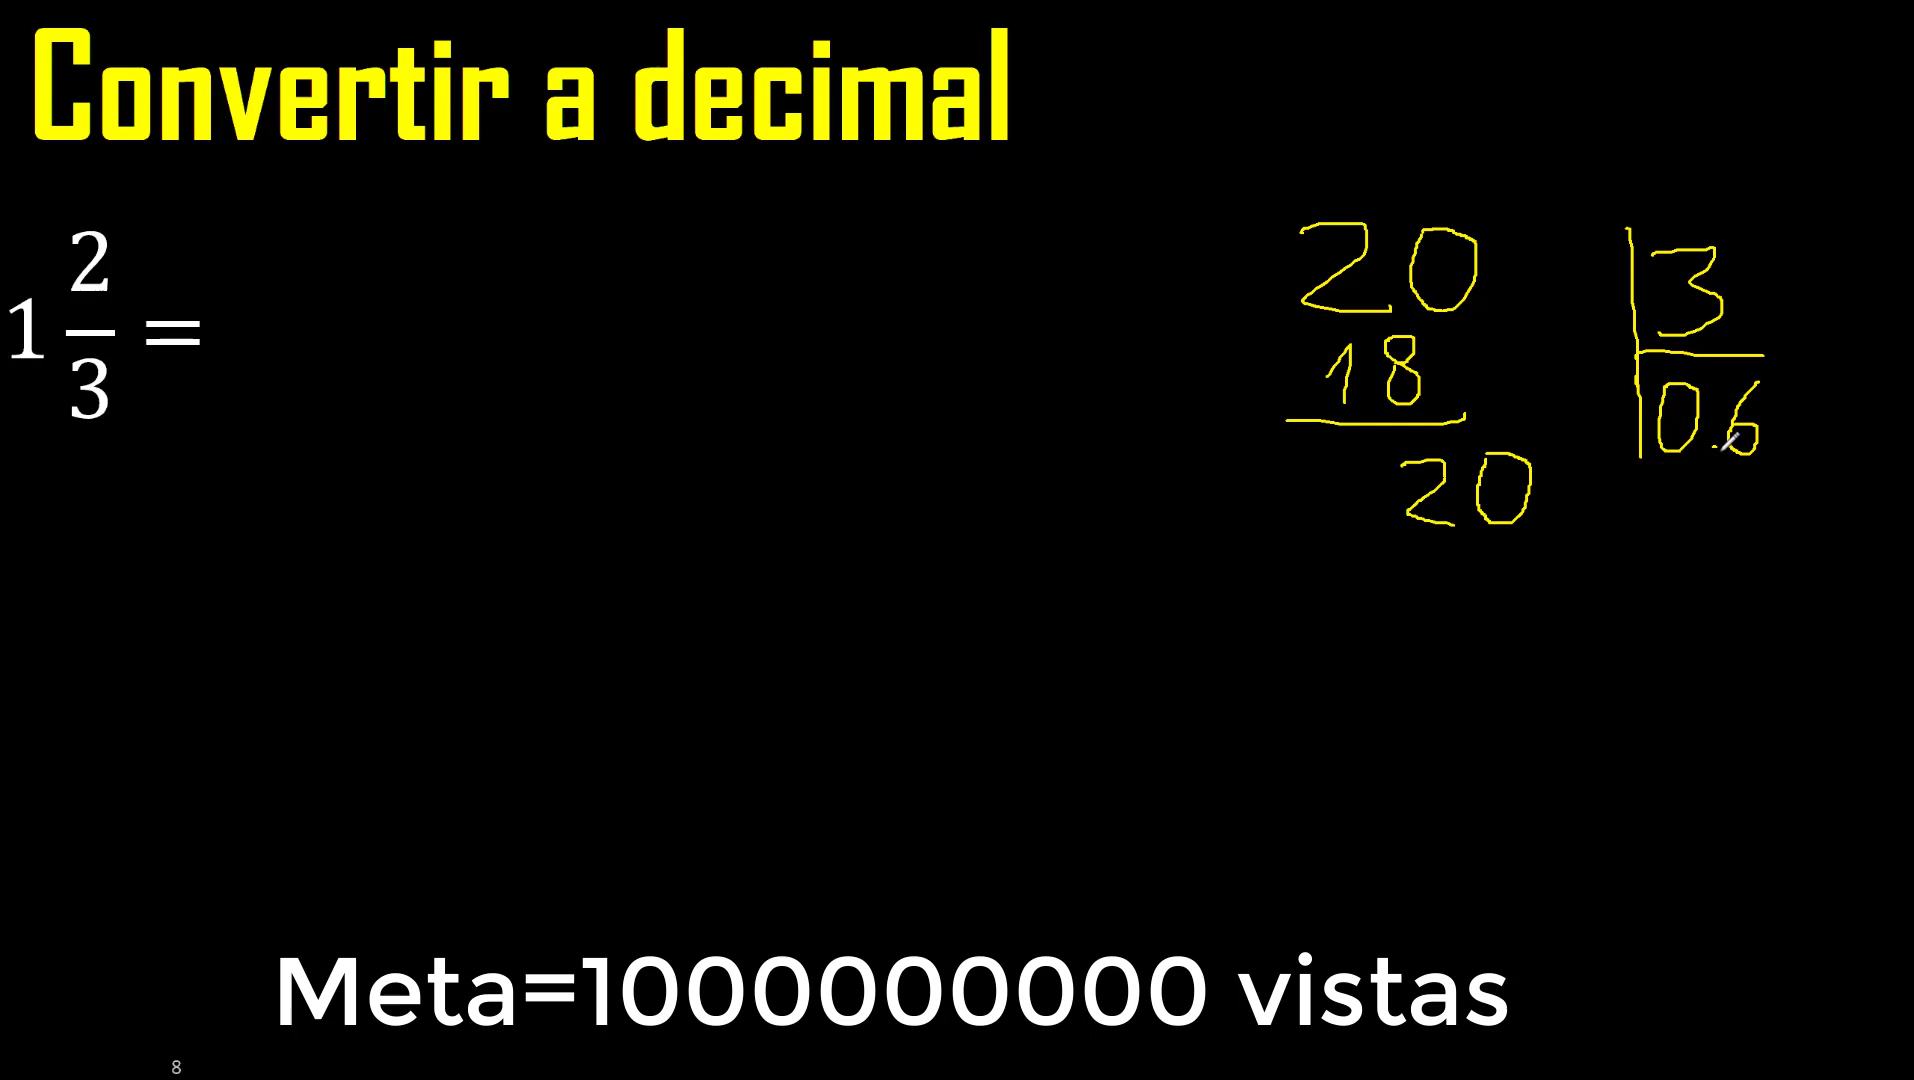 Convertir a decimal
1 2/3 =
20 3
18 0.6
20
Meta=1000000000 vistas
8